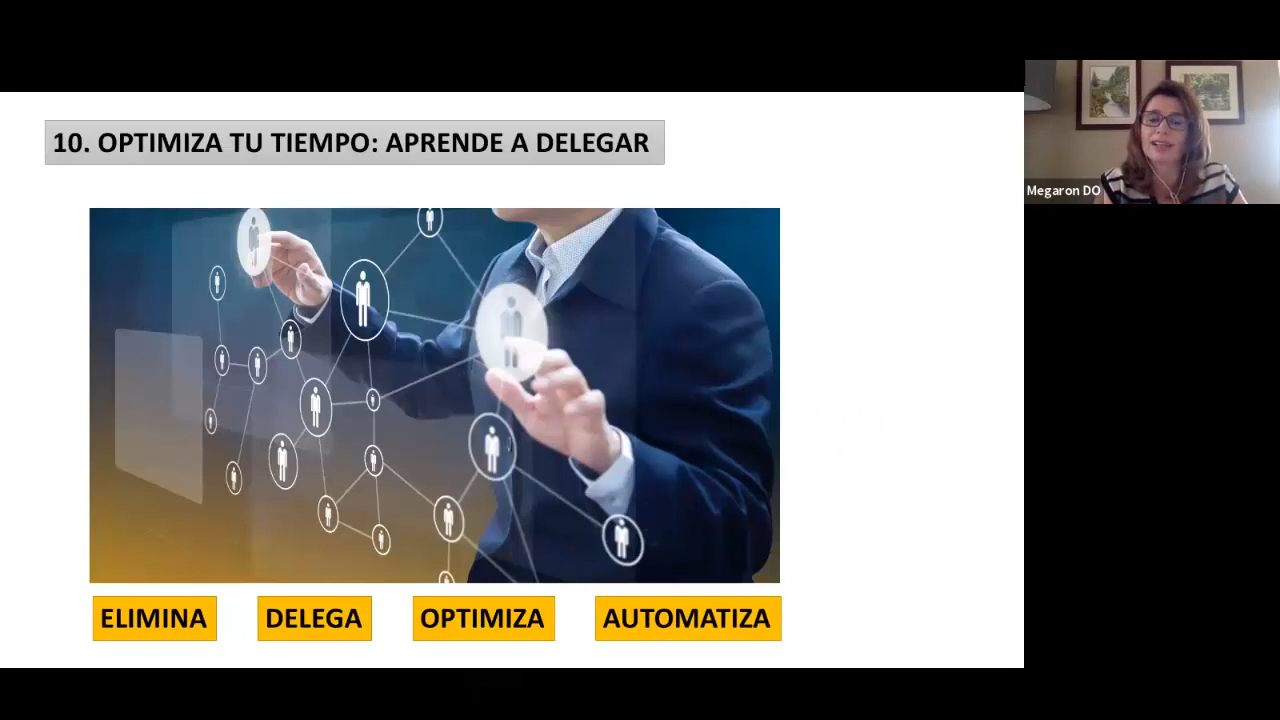 10. OPTIMIZA TU TIEMPO: APRENDE A DELEGAR
Megaron DO
ELIMINA DELEGA OPTIMIZA AUTOMATIZA